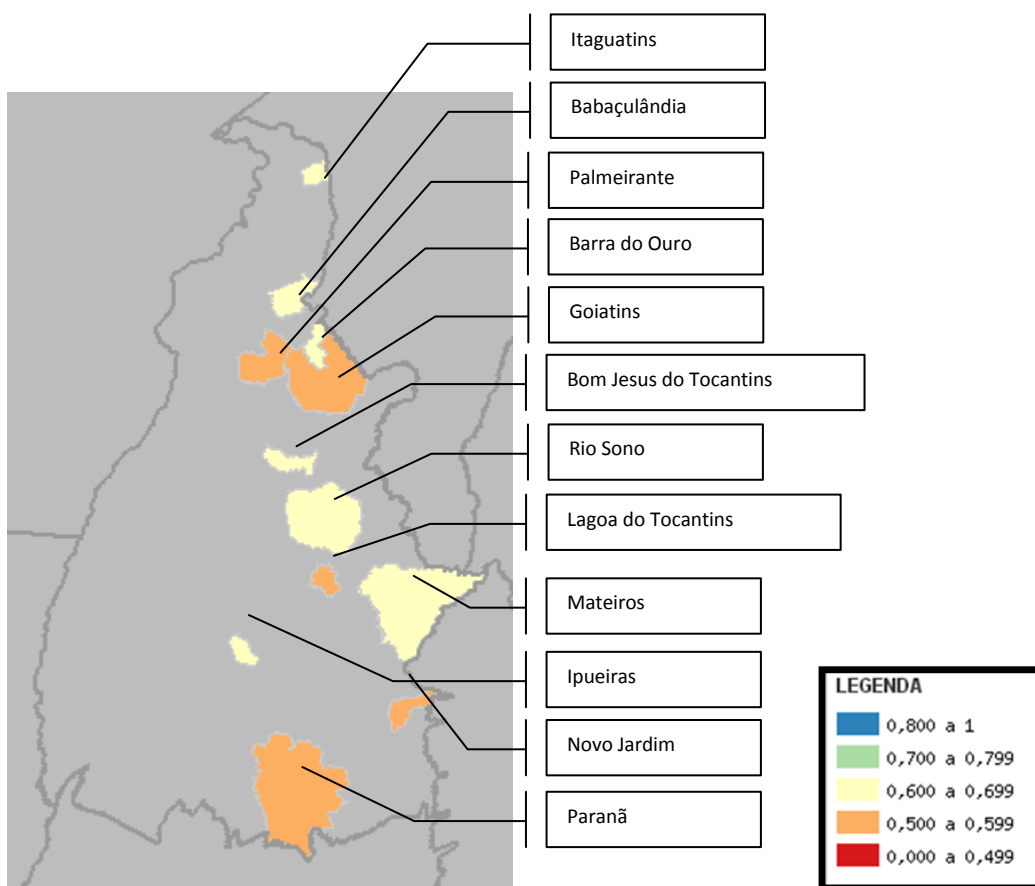 Itaguatins
Babaçulândia
Palmeirante
Barra do Ouro
Goiatins
Bom Jesus do Tocantins
Rio Sono
Lagoa do Tocantins
Mateiros
Ipueiras
Novo Jardim
Paranã
LEGENDA
0,800 a 1
0,700 a 0,799
0,600 a 0,699
0,500 a 0,599
0,000 a 0,499